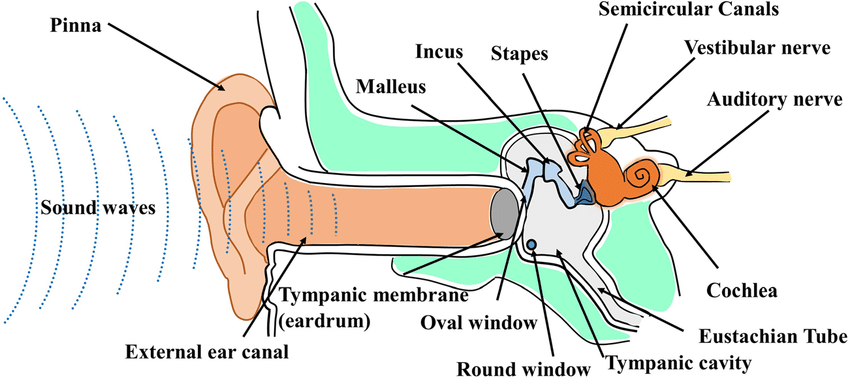 Semicircular Canals
Pinna
Incus
Stapes
Vestibular nerve
Malleus
Auditory nerve
Sound waves
Cochlea
Tympanic membrane
(eardrum)
Oval window
Eustachian Tube
External ear canal
Round window
Tympanic cavity